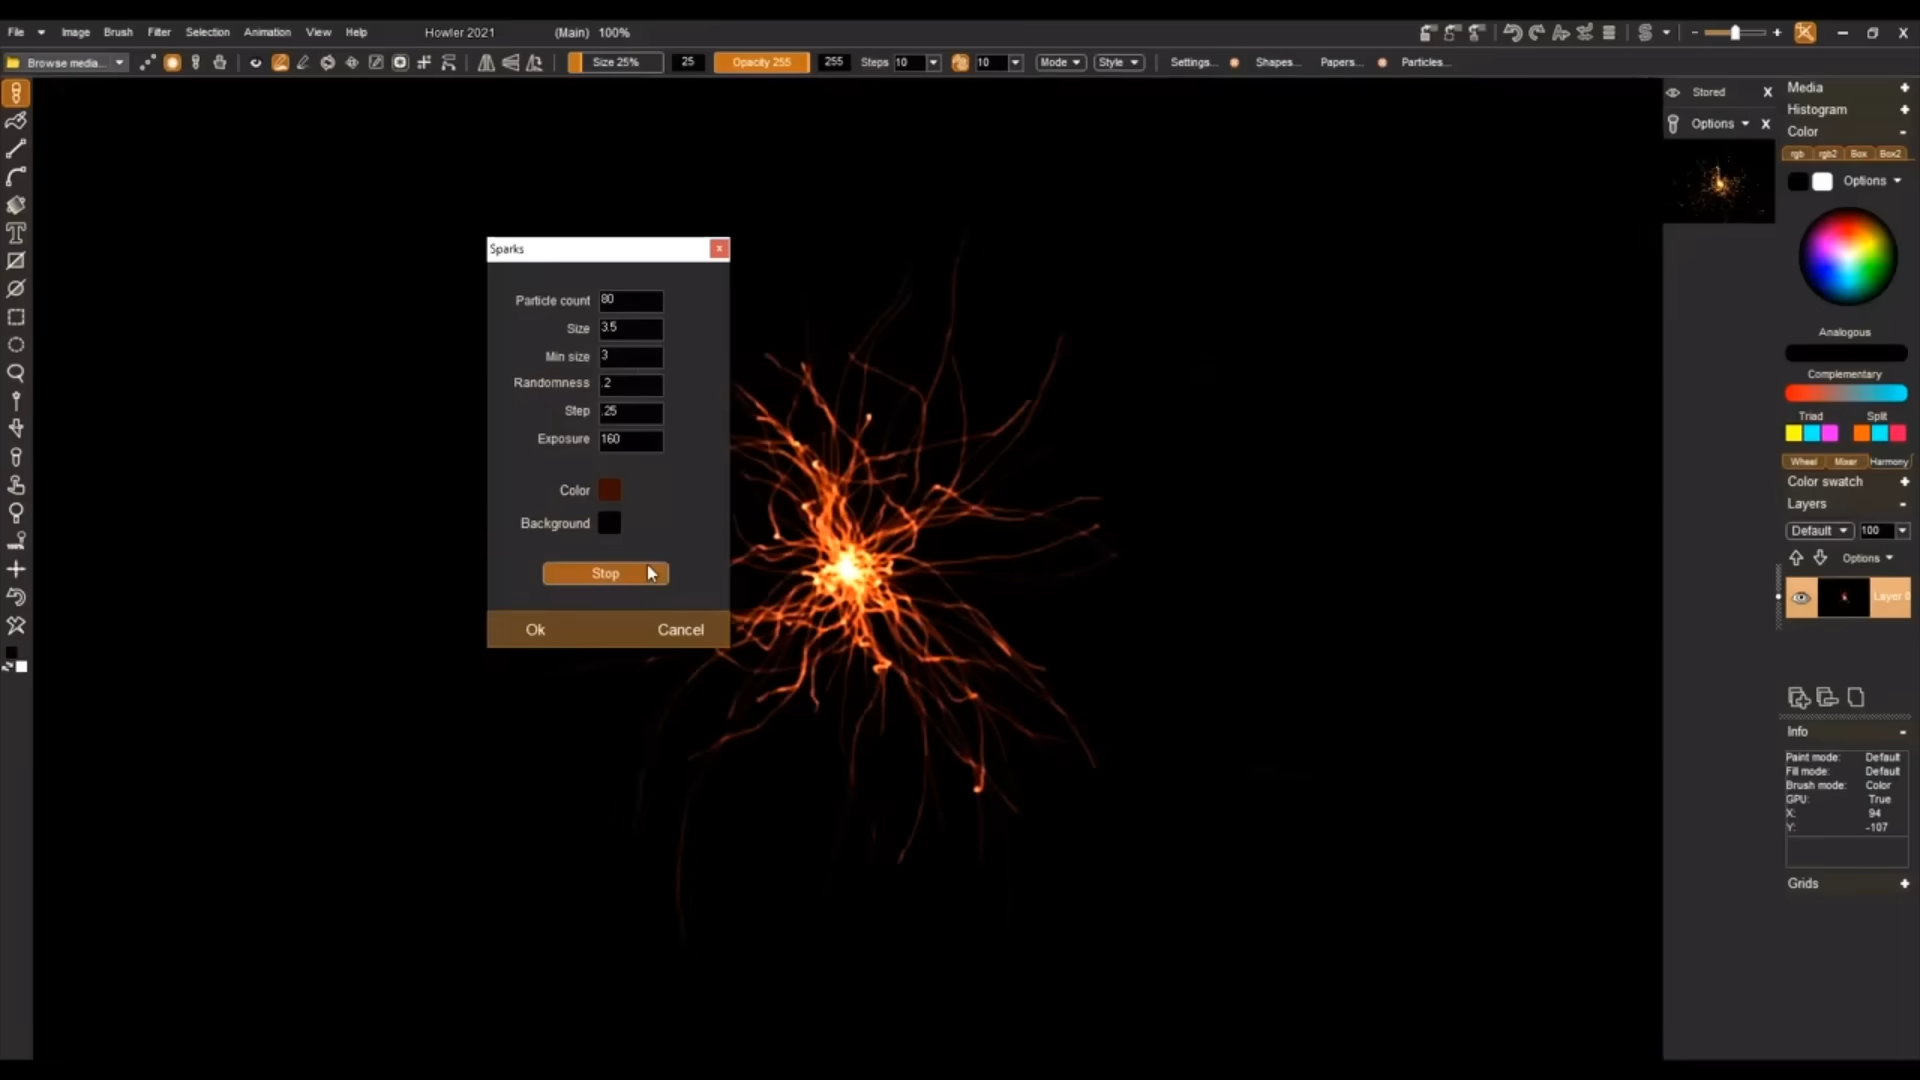 File Image Brush Filter Selection Animation View Help Howler 2021 (Main) 100%
Browse media... Size 25% 25 Opacity 255 255 Steps 10 10 Mode Style Settings... Shapes... Papers... Particles...
Stored
Options
Media
Histogram
Color
rgb rgb2 Box Box2
Options
Analogous
Complementary
Triad Split
Wheel Mixer Harmony
Color swatch
Layers
Default 100
Options
Layer 0
Info
Paint mode: Default
Fill mode: Default
Brush mode: Color
GPU: True
X: 94
Y: -107
Grids
Sparks
Particle count 80
Size 3.5
Min size 3
Randomness .2
Step .25
Exposure 160
Color
Background
Stop
Ok Cancel